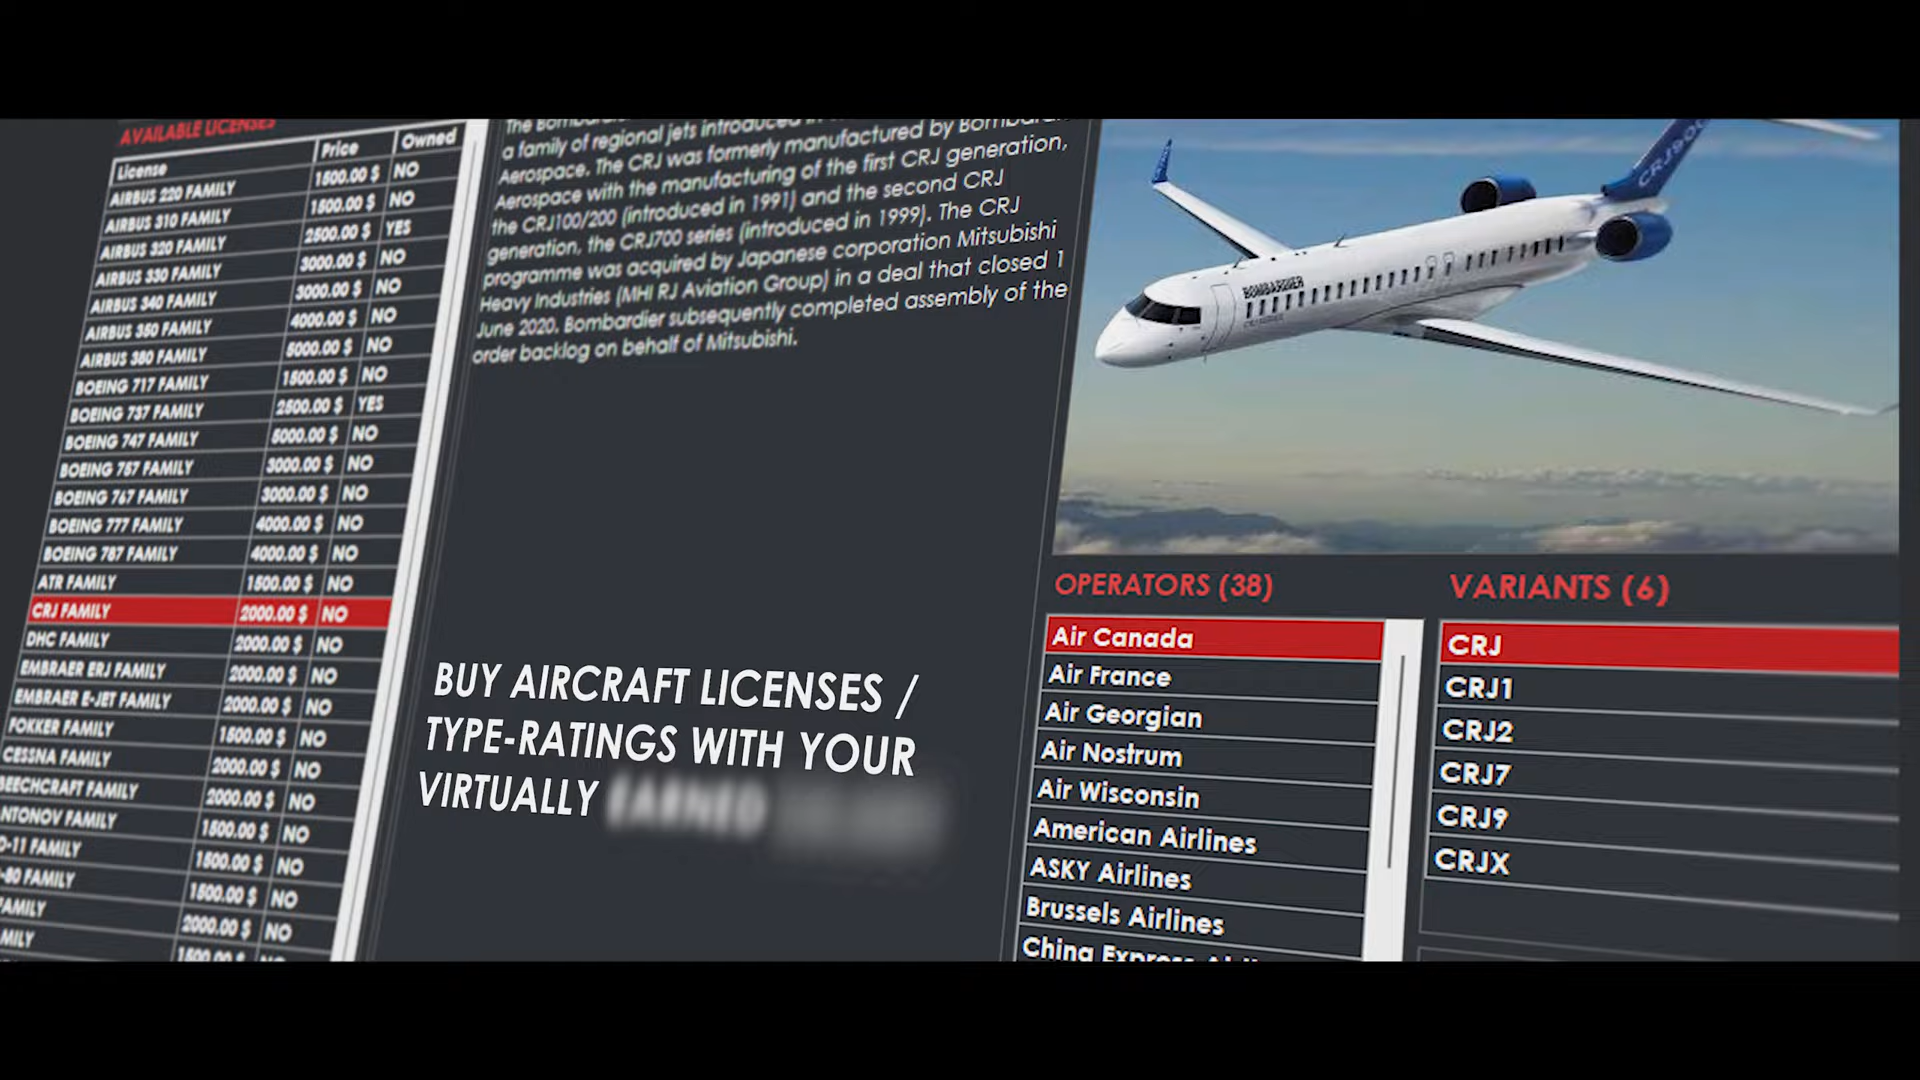 AVAILABLE LICENSES
License Price Owned
AIRBUS 220 FAMILY 1500.00 $ NO
AIRBUS 310 FAMILY 1500.00 $ NO
AIRBUS 320 FAMILY 2500.00 $ YES
AIRBUS 330 FAMILY 3000.00 $ NO
AIRBUS 340 FAMILY 3000.00 $ NO
AIRBUS 350 FAMILY 4000.00 $ NO
AIRBUS 380 FAMILY 5000.00 $ NO
BOEING 717 FAMILY 1500.00 $ NO
BOEING 737 FAMILY 2500.00 $ YES
BOEING 747 FAMILY 5000.00 $ NO
BOEING 757 FAMILY 3000.00 $ NO
BOEING 767 FAMILY 3000.00 $ NO
BOEING 777 FAMILY 4000.00 $ NO
BOEING 787 FAMILY 4000.00 $ NO
ATR FAMILY 1500.00 $ NO
CRJ FAMILY 2000.00 $ NO
DHC FAMILY 2000.00 $ NO
EMBRAER ERJ FAMILY 2000.00 $ NO
EMBRAER E-JET FAMILY 2000.00 $ NO
FOKKER FAMILY 1500.00 $ NO
CESSNA FAMILY 2000.00 $ NO
BEECHCRAFT FAMILY 2000.00 $ NO
NTONOV FAMILY 1500.00 $ NO
D-11 FAMILY 1500.00 $ NO
-80 FAMILY 1500.00 $ NO
FAMILY 2000.00 $ NO
MILY 1500.00 $ NO
The
a family of regional jets introduced in
Aerospace. The CRJ was formerly manufactured by Bombardier
Aerospace with the manufacturing of the first CRJ generation,
the CRJ100/200 (introduced in 1991) and the second CRJ
generation, the CRJ700 series (introduced in 1999). The CRJ
programme was acquired by Japanese corporation Mitsubishi
Heavy Industries (MHI RJ Aviation Group) in a deal that closed 1
June 2020. Bombardier subsequently completed assembly of the
order backlog on behalf of Mitsubishi.
BUY AIRCRAFT LICENSES /
TYPE-RATINGS WITH YOUR
VIRTUALLY EARNED
BOMBARDIER
CRJ900
OPERATORS (38)
Air Canada
Air France
Air Georgian
Air Nostrum
Air Wisconsin
American Airlines
ASKY Airlines
Brussels Airlines
China Express
VARIANTS (6)
CRJ
CRJ1
CRJ2
CRJ7
CRJ9
CRJX